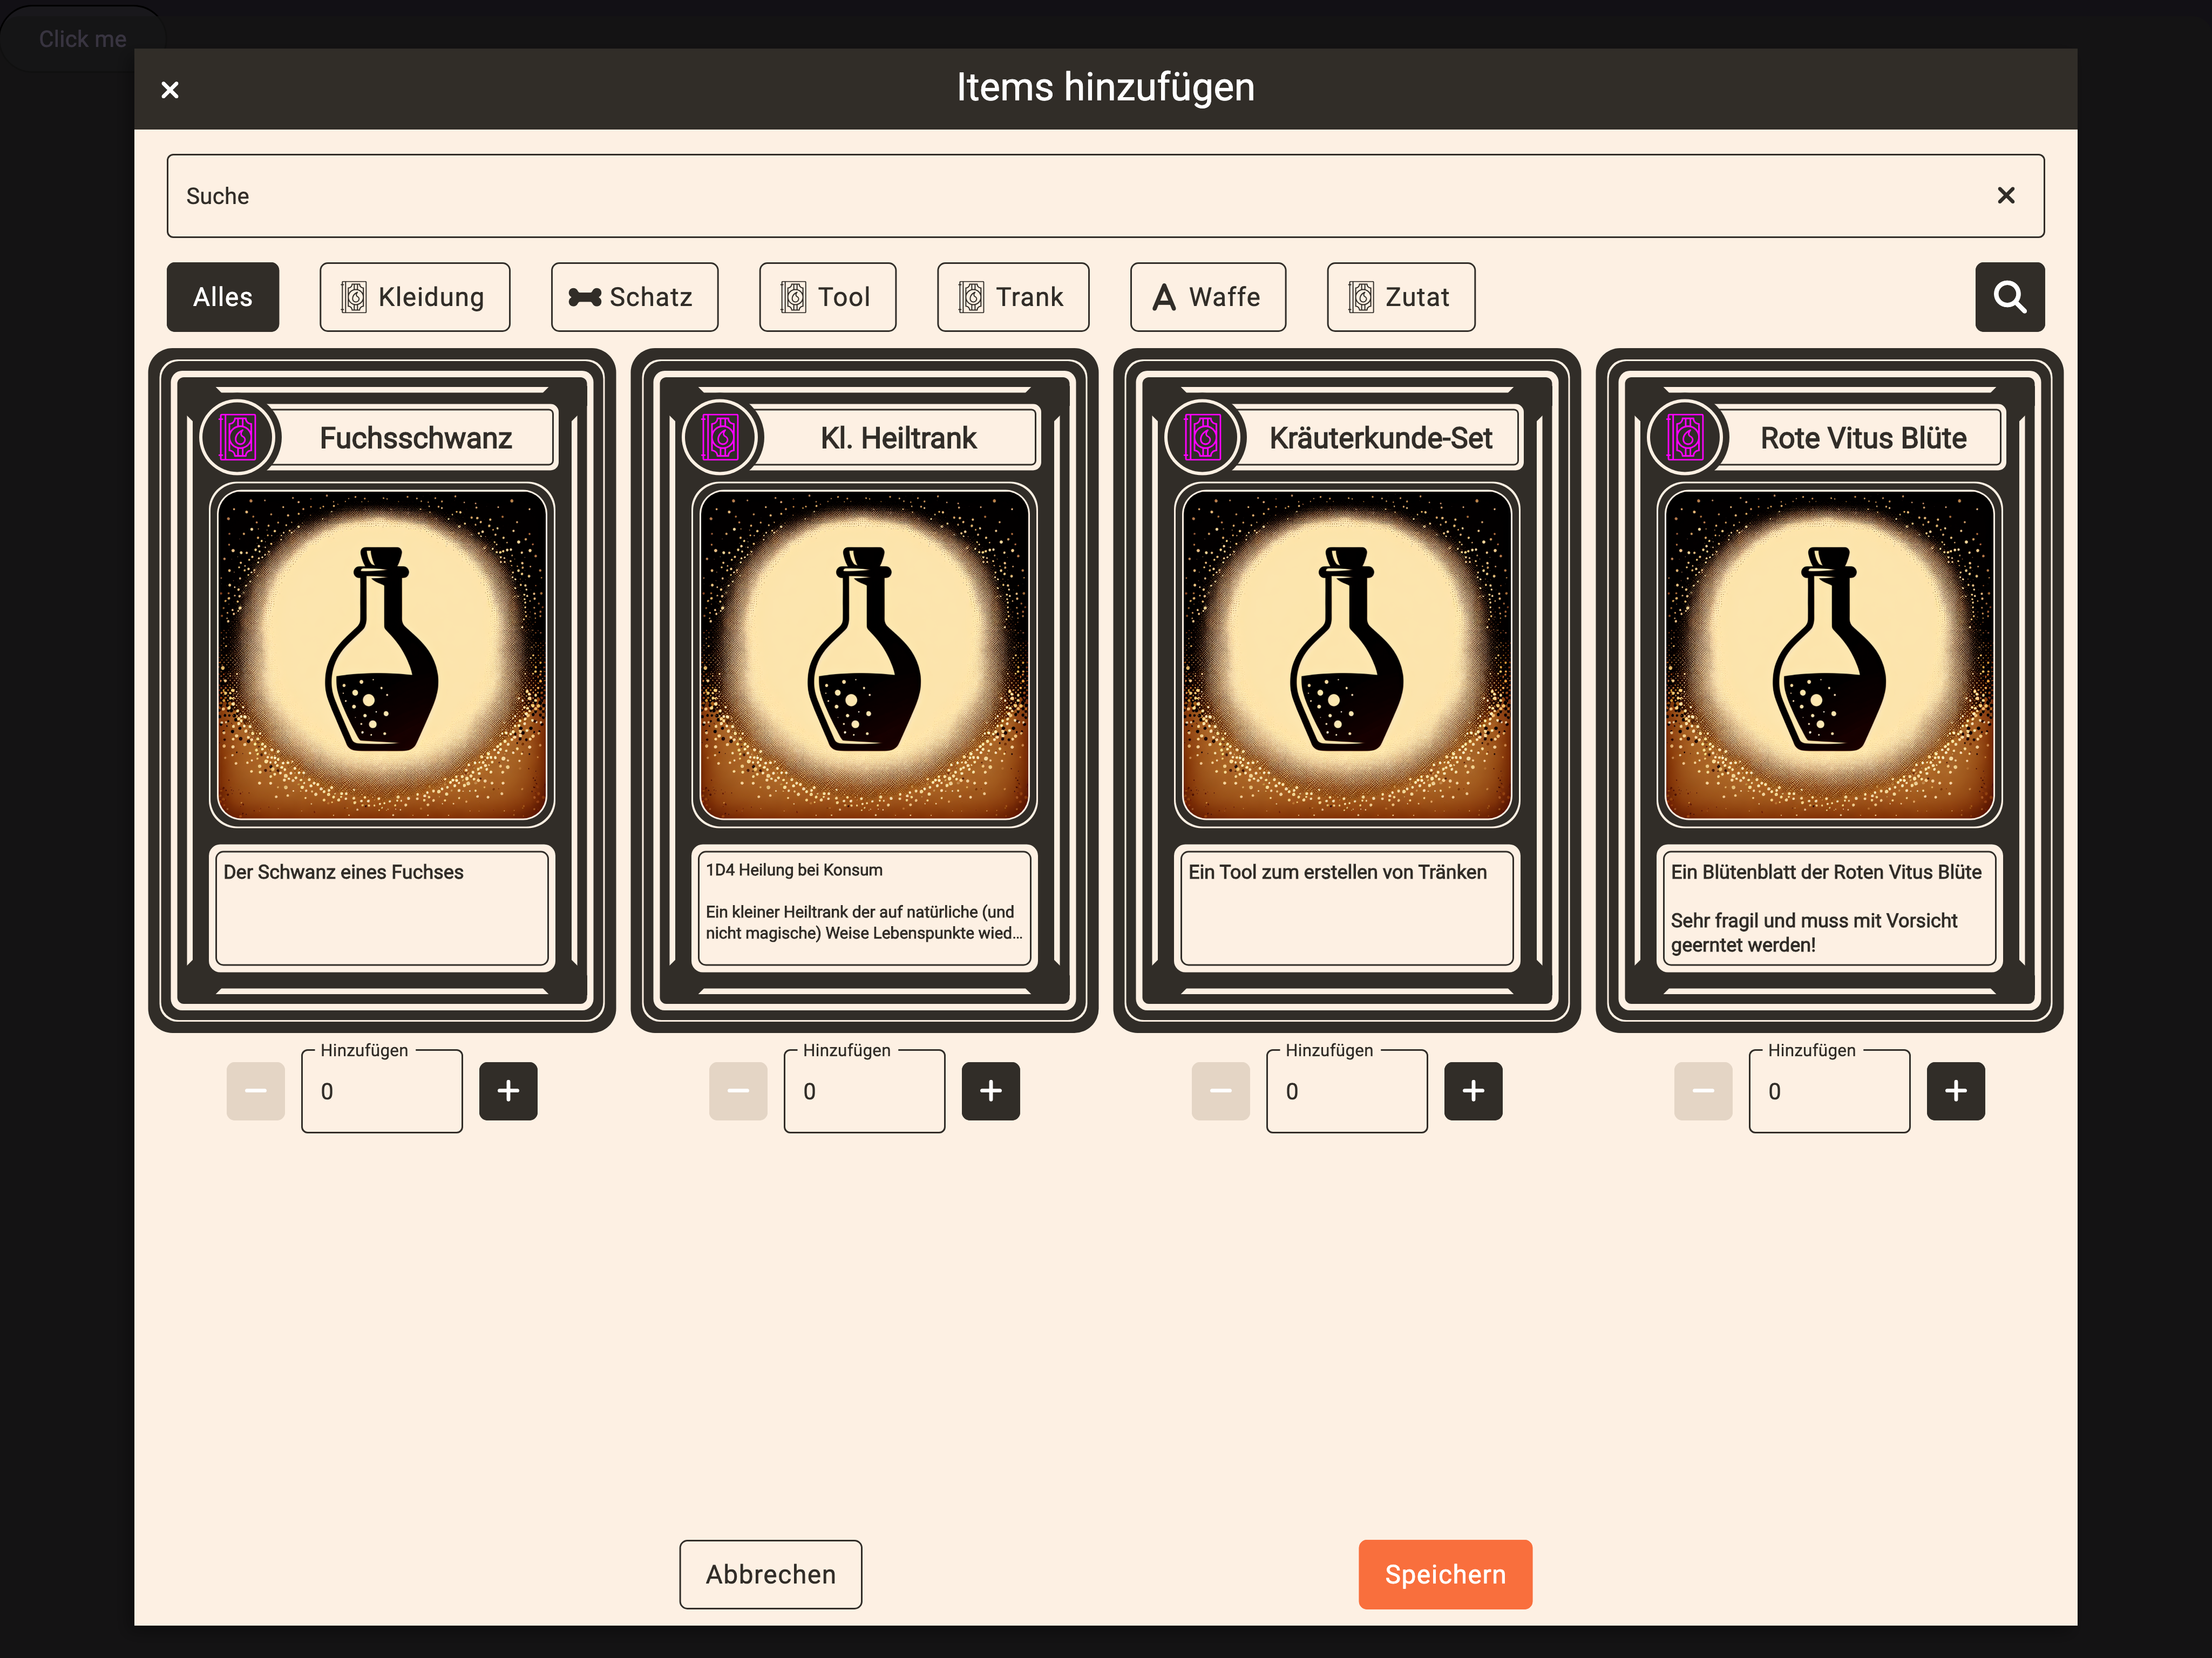 Click me
Items hinzufügen
Suche
Alles
Kleidung
Schatz
Tool
Trank
Waffe
Zutat
Fuchsschwanz
Kl. Heiltrank
Kräuterkunde-Set
Rote Vitus Blüte
Der Schwanz eines Fuchses
1D4 Heilung bei Konsum
Ein kleiner Heiltrank der auf natürliche (und
nicht magische) Weise Lebenspunkte wied...
Ein Tool zum erstellen von Tränken
Ein Blütenblatt der Roten Vitus Blüte
Sehr fragil und muss mit Vorsicht
geerntet werden!
Hinzufügen
0
Hinzufügen
0
Hinzufügen
0
Hinzufügen
0
Abbrechen
Speichern